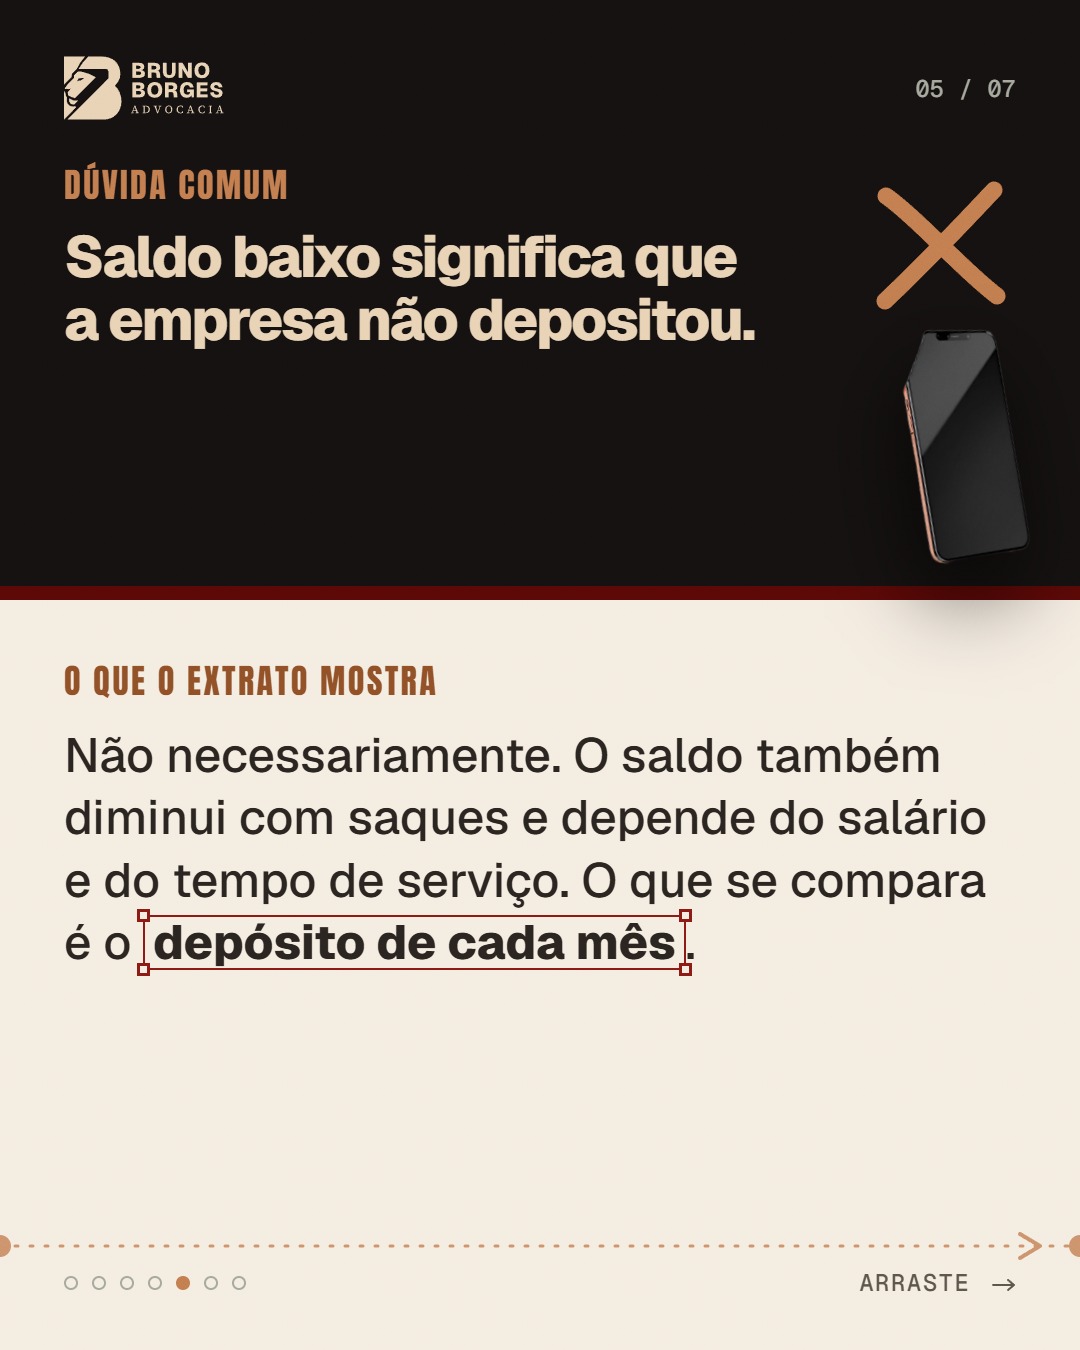 BRUNO
BORGES
ADVOCACIA
05 / 07
DÚVIDA COMUM
Saldo baixo significa que
a empresa não depositou.
O QUE O EXTRATO MOSTRA
Não necessariamente. O saldo também
diminui com saques e depende do salário
e do tempo de serviço. O que se compara
é o depósito de cada mês.
ARRASTE →